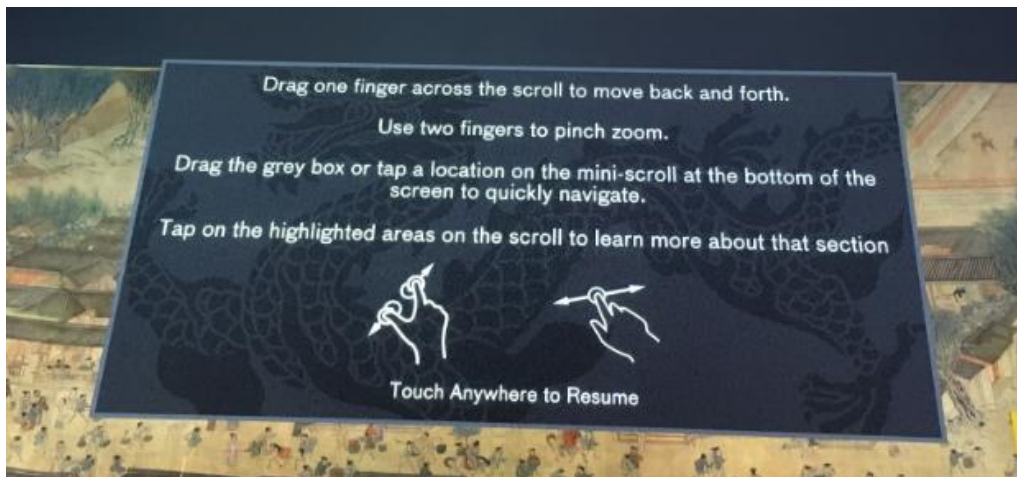 Drag one finger across the scroll to move back and forth.
Use two fingers to pinch zoom.
Drag the grey box or tap a location on the mini-scroll at the bottom of the
screen to quickly navigate.
Tap on the highlighted areas on the scroll to learn more about that section
Touch Anywhere to Resume